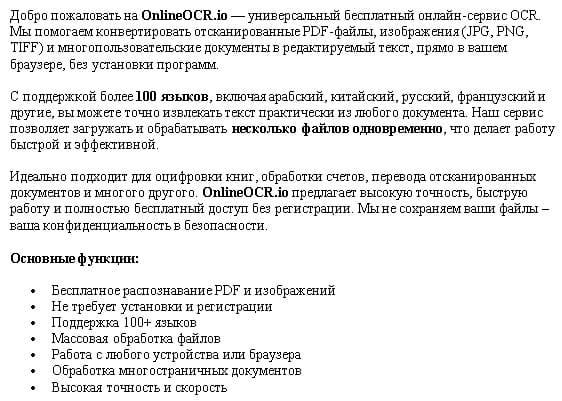 Добро пожаловать на OnlineOCR.io — универсальный бесплатный онлайн-сервис OCR.
Мы помогаем конвертировать отсканированные PDF-файлы, изображения (JPG, PNG,
TIFF) и многопользовательские документы в редактируемый текст, прямо в вашем
браузере, без установки программ.

С поддержкой более 100 языков, включая арабский, китайский, русский, французский и
другие, вы можете точно извлекать текст практически из любого документа. Наш сервис
позволяет загружать и обрабатывать несколько файлов одновременно, что делает работу
быстрой и эффективной.

Идеально подходит для оцифровки книг, обработки счетов, перевода отсканированных
документов и многого другого. OnlineOCR.io предлагает высокую точность, быструю
работу и полностью бесплатный доступ без регистрации. Мы не сохраняем ваши файлы –
ваша конфиденциальность в безопасности.

Основные функции:

• Бесплатное распознавание PDF и изображений
• Не требует установки и регистрации
• Поддержка 100+ языков
• Массовая обработка файлов
• Работа с любого устройства или браузера
• Обработка многостраничных документов
• Высокая точность и скорость